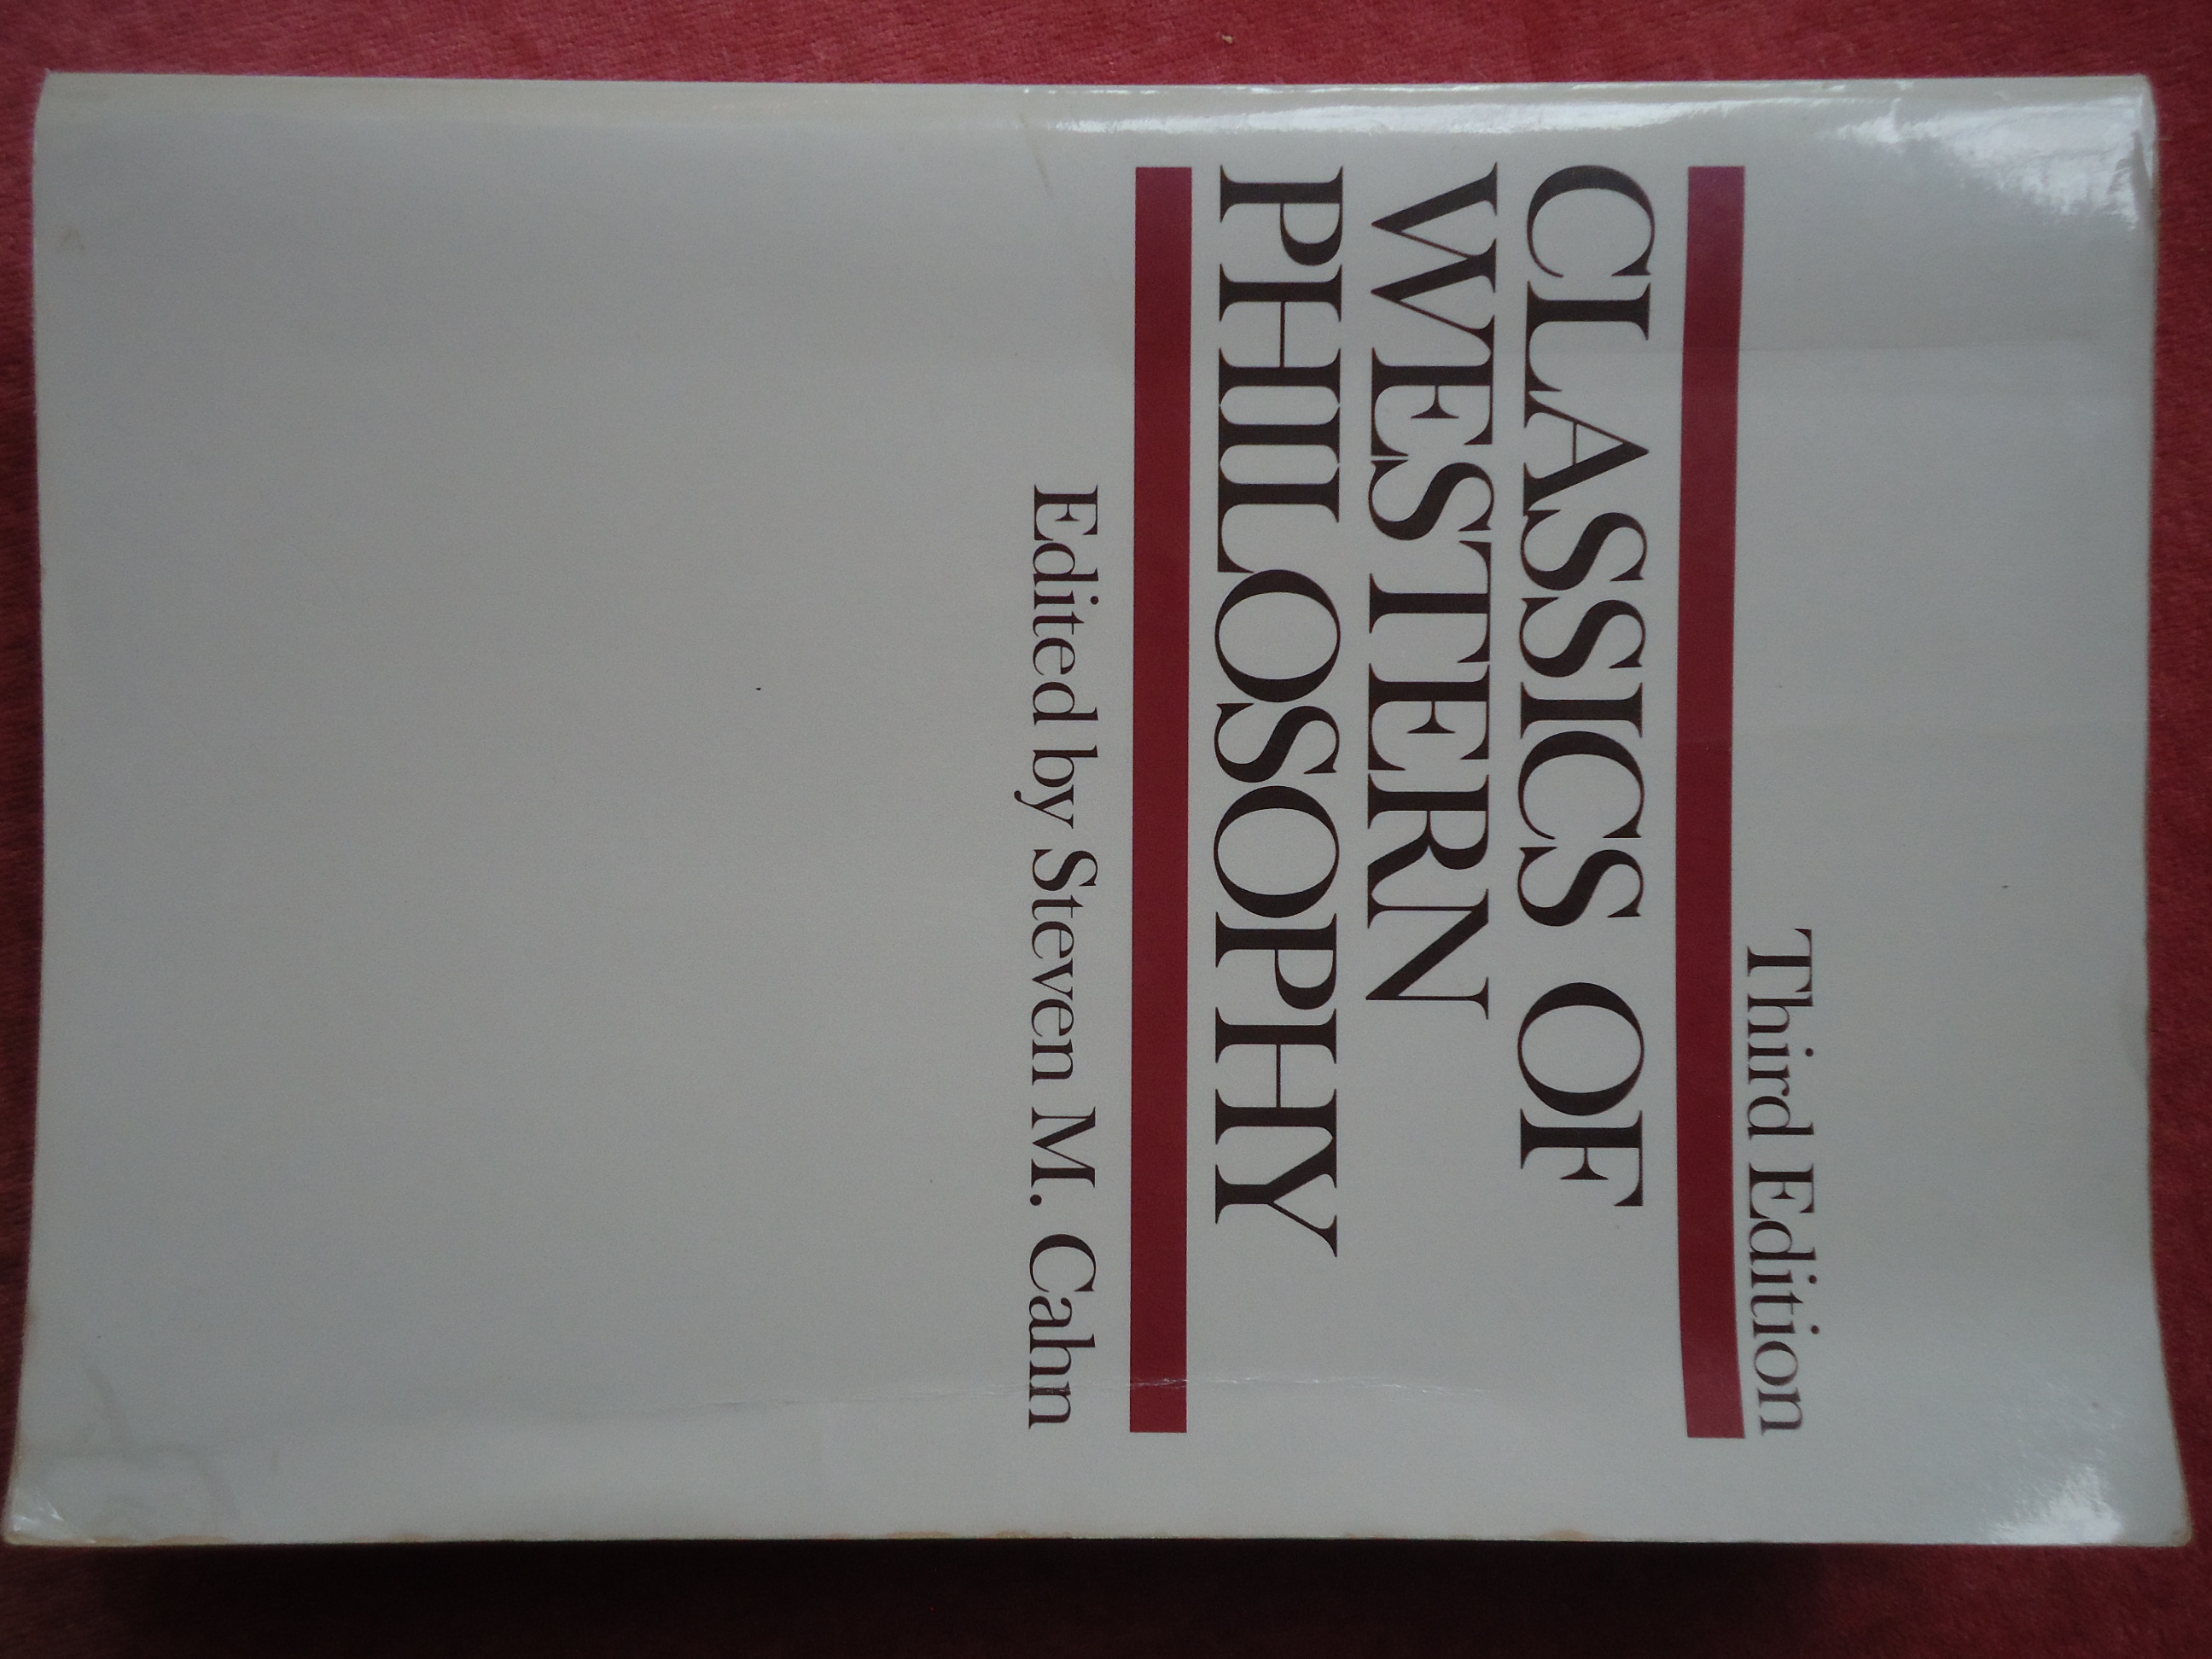 Third Edition
CLASSICS OF
WESTERN
PHILOSOPHY
Edited by Steven M. Cahn